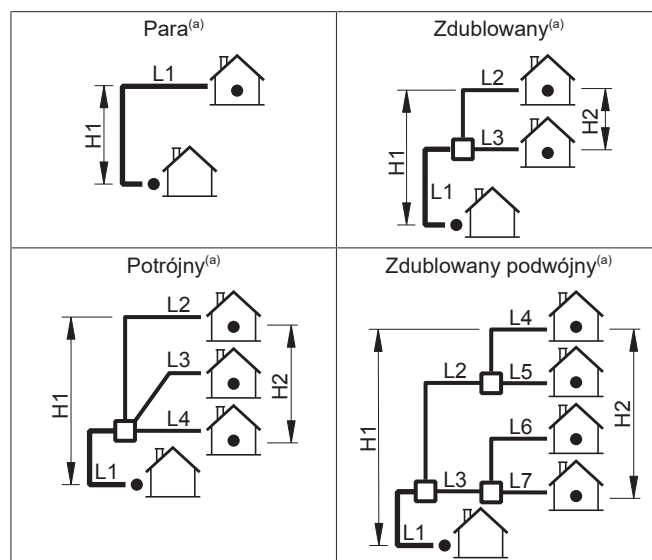 Para(a)
L1
H1
Zdublowany(a)
L2
H2
L3
H1
L1
Potrójny(a)
L2
L3
H2
H1
L4
L1
Zdublowany podwójny(a)
L4
L2
L5
H1
H2
L6
L3
L7
L1